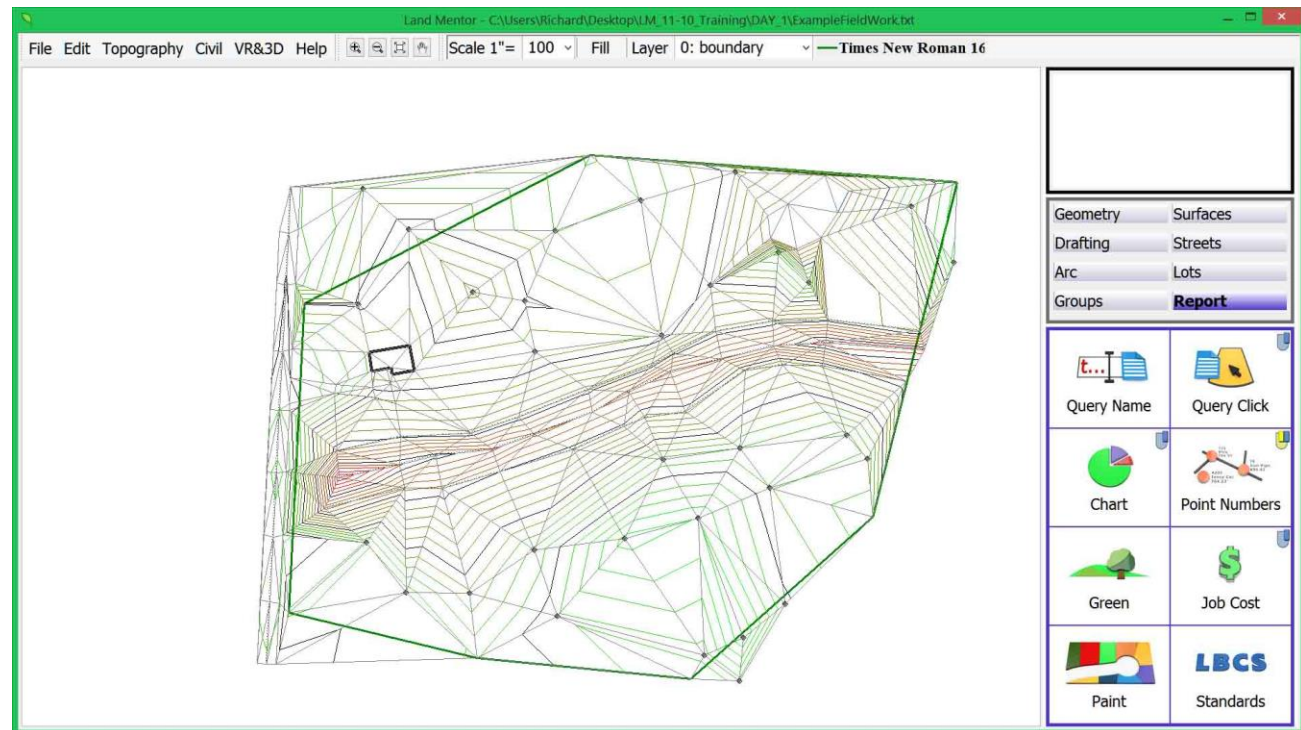 Land Mentor - C:\Users\Richard\Desktop\LM_11-10_Training\DAY_1\ExampleFieldWork.txt
File Edit Topography Civil VR&3D Help Scale 1"= 100 Fill Layer 0: boundary Times New Roman 16
Geometry Surfaces
Drafting Streets
Arc Lots
Groups Report
t...
Query Name Query Click
Chart Point Numbers
$
Green Job Cost
LBCS
Paint Standards